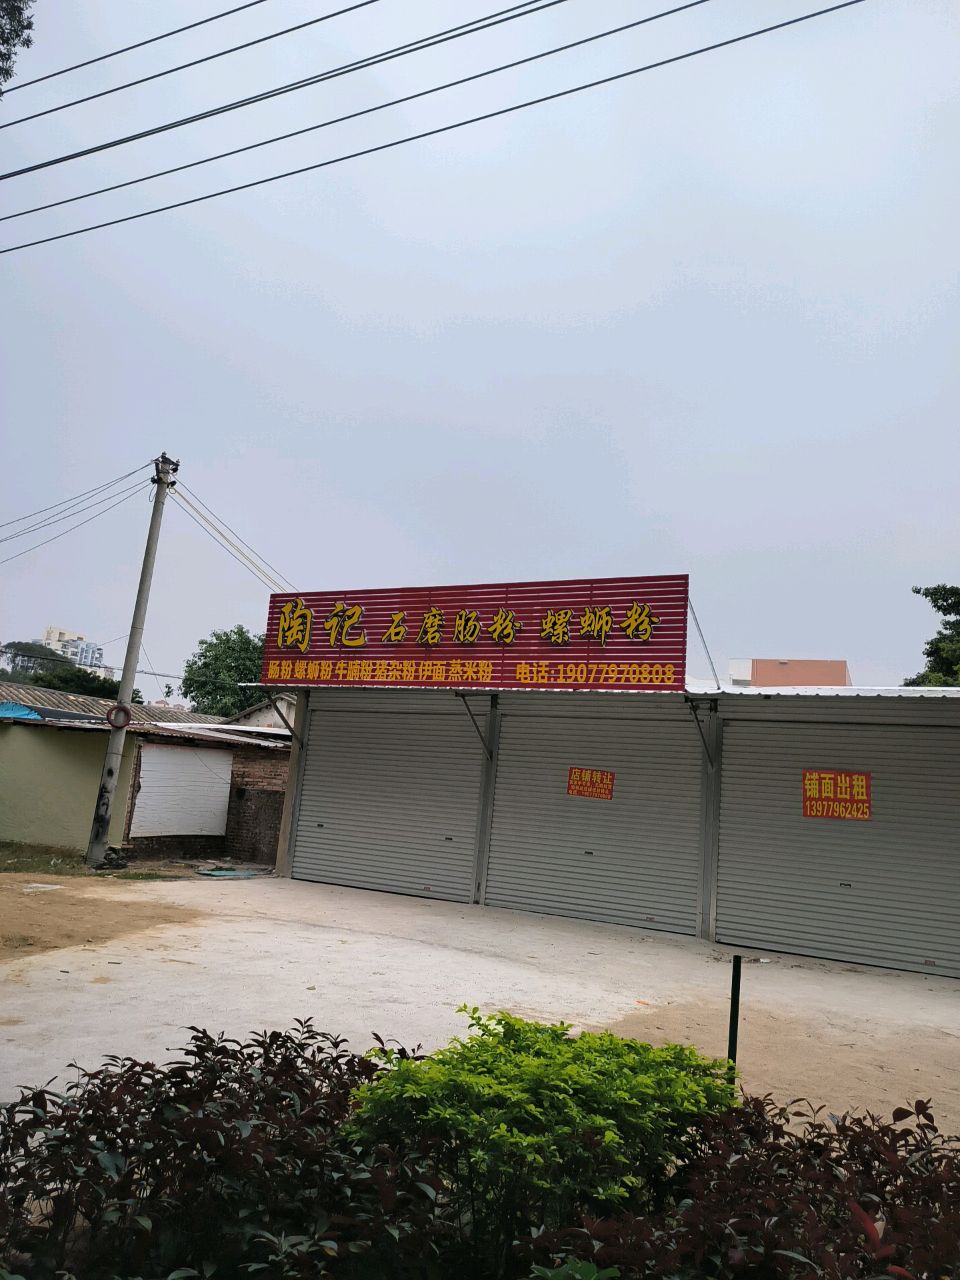 陶记 石磨肠粉 螺蛳粉
肠粉 螺蛳粉 牛腩粉 猪杂粉 伊面 蒸米粉 电话:19077970808
店铺转让
铺面出租
13977962425